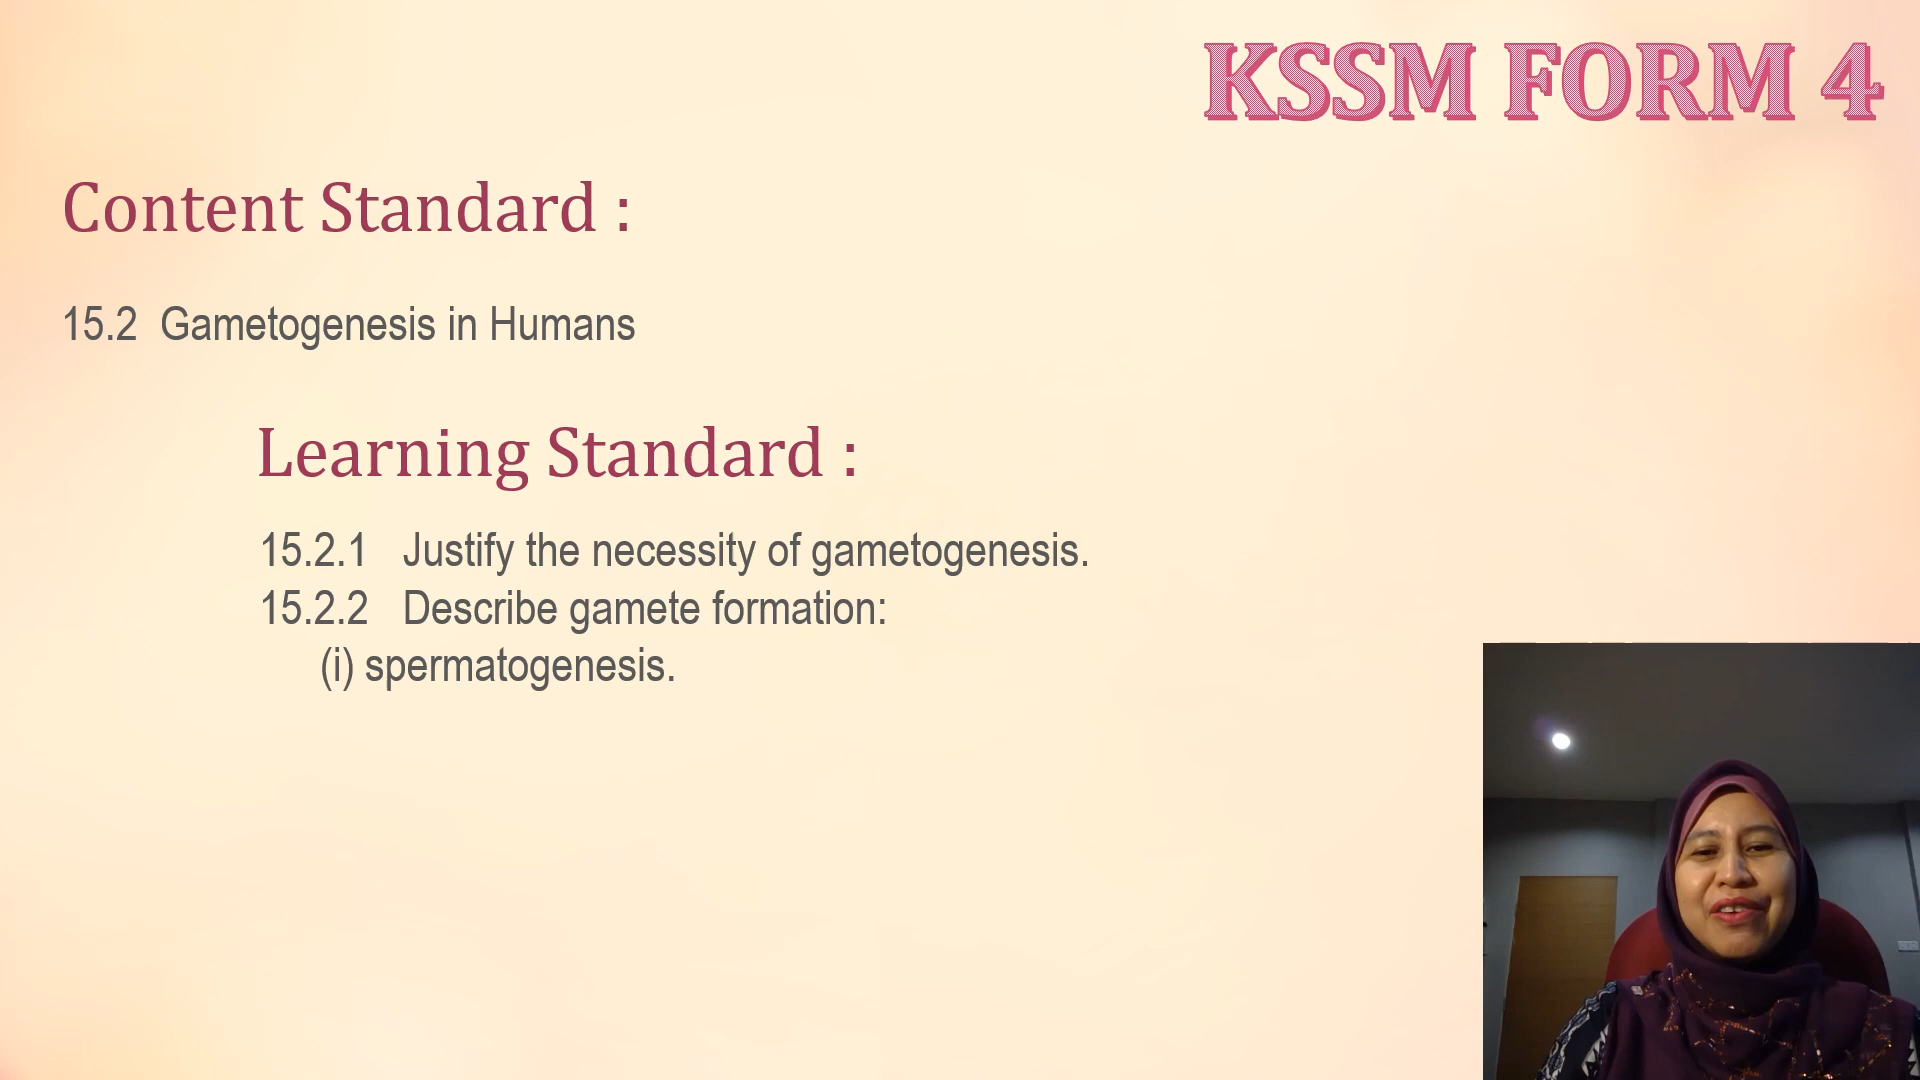 KSSM FORM 4
Content Standard :
15.2 Gametogenesis in Humans
Learning Standard :
15.2.1 Justify the necessity of gametogenesis.
15.2.2 Describe gamete formation:
(i) spermatogenesis.